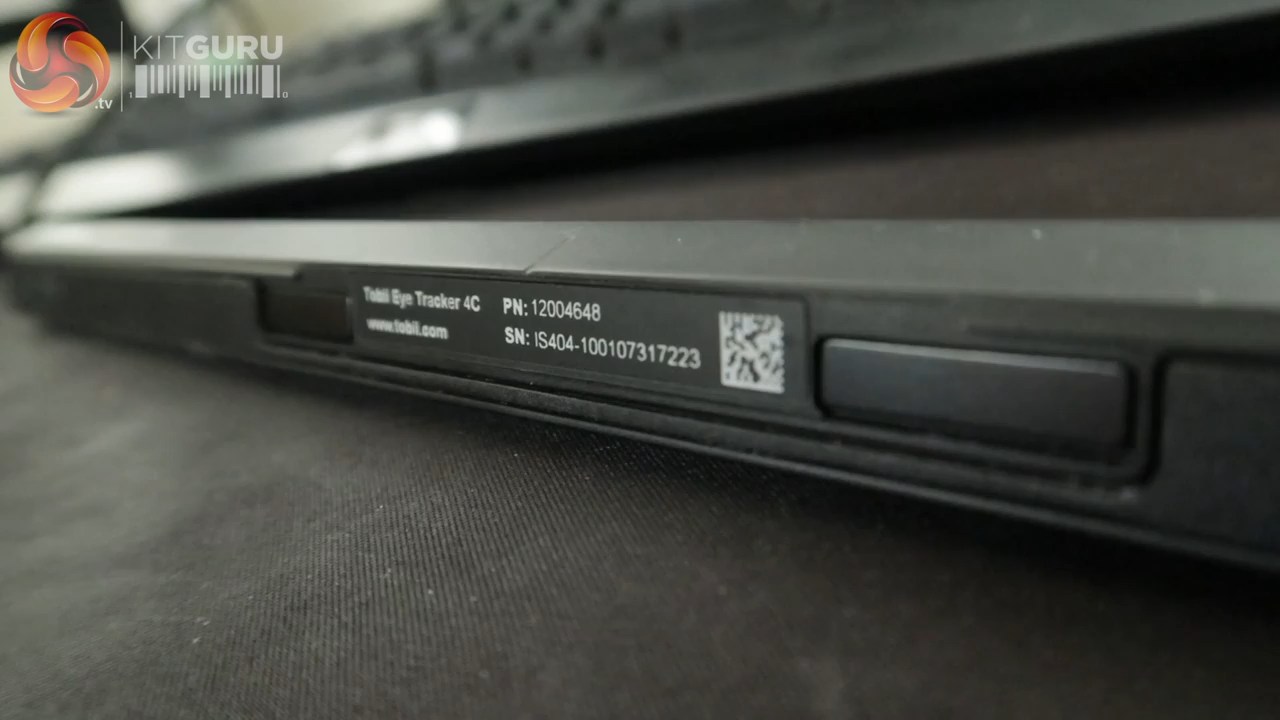 KITGURU
.tv
Tobii Eye Tracker 4C
www.tobii.com
PN: 12004648
SN: IS404-100107317223